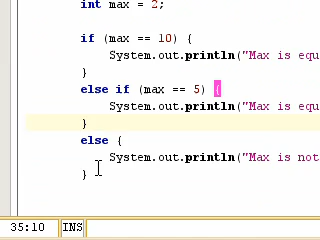 int max = 2;
if (max == 10) {
System.out.println("Max is equ
}
else if (max == 5) {
System.out.println("Max is equ
}
else {
System.out.println("Max is not
}
35:10 INS